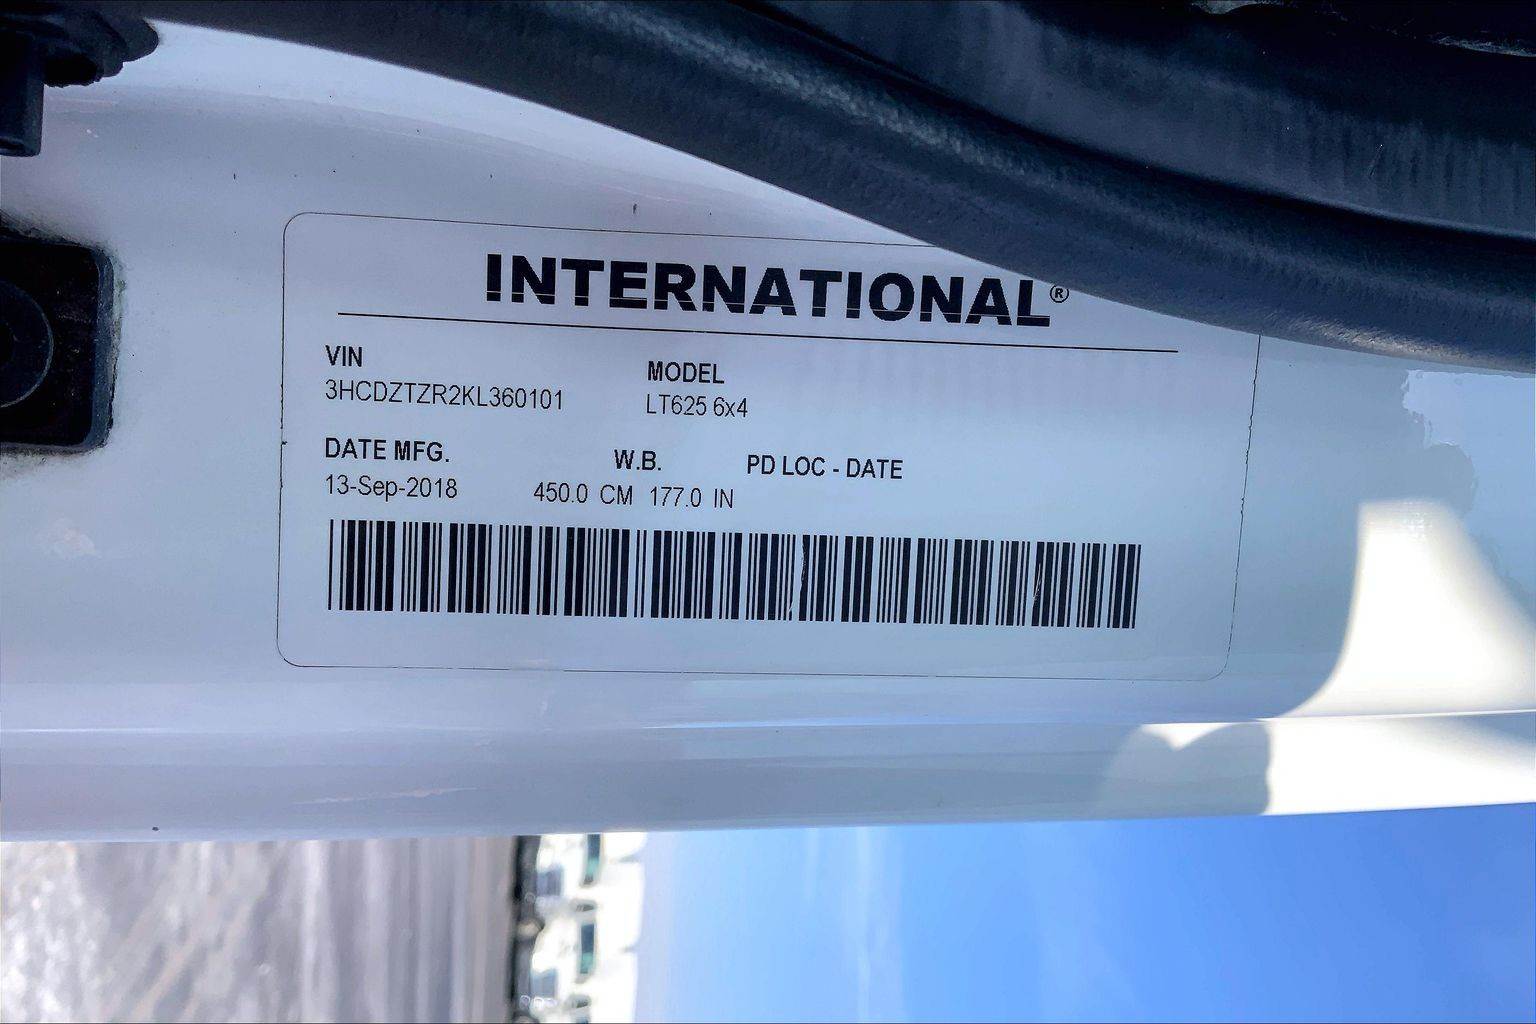 INTERNATIONAL®
VIN MODEL
3HCDZTZR2KL360101 LT625 6x4
DATE MFG. W.B. PD LOC - DATE
13-Sep-2018 450.0 CM 177.0 IN